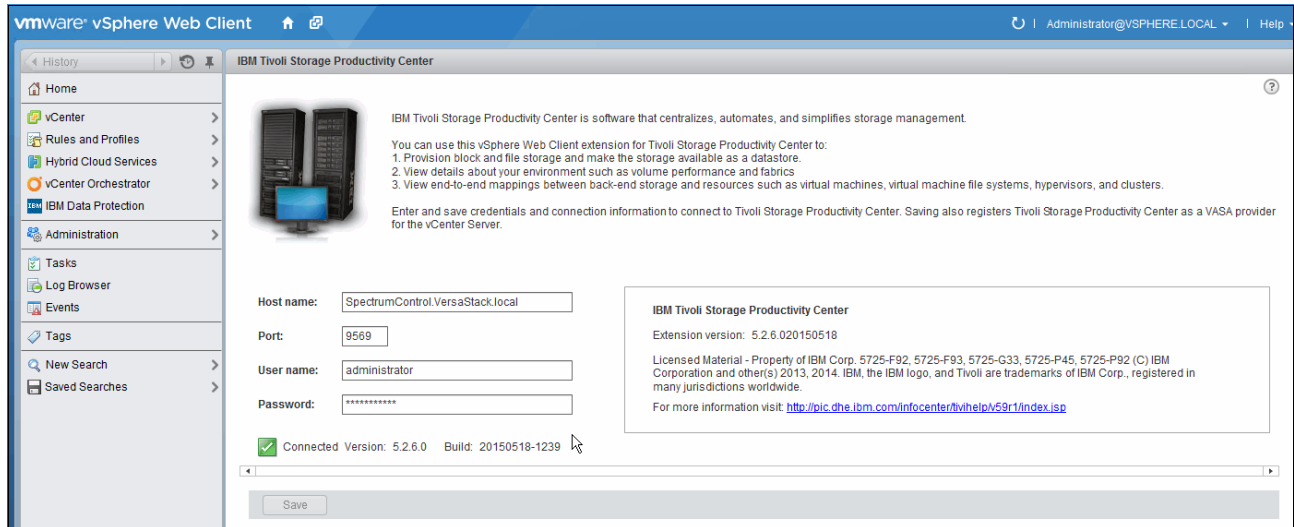 vmware® vSphere Web Client
Administrator@VSPHERE.LOCAL
Help
History
Home
vCenter
Rules and Profiles
Hybrid Cloud Services
vCenter Orchestrator
IBM
IBM Data Protection
Administration
Tasks
Log Browser
Events
Tags
New Search
Saved Searches
IBM Tivoli Storage Productivity Center
?
IBM Tivoli Storage Productivity Center is software that centralizes, automates, and simplifies storage management.
You can use this vSphere Web Client extension for Tivoli Storage Productivity Center to:
1. Provision block and file storage and make the storage available as a datastore.
2. View details about your environment such as volume performance and fabrics
3. View end-to-end mappings between back-end storage and resources such as virtual machines, virtual machine file systems, hypervisors, and clusters.
Enter and save credentials and connection information to connect to Tivoli Storage Productivity Center. Saving also registers Tivoli Storage Productivity Center as a VASA provider
for the vCenter Server.
Host name: SpectrumControl.VersaStack.local
Port: 9569
User name: administrator
Password: ***********
Connected Version: 5.2.6.0 Build: 20150518-1239
IBM Tivoli Storage Productivity Center
Extension version: 5.2.6.020150518
Licensed Material - Property of IBM Corp. 5725-F92, 5725-F93, 5725-G33, 5725-P45, 5725-P92 (C) IBM
Corporation and other(s) 2013, 2014. IBM, the IBM logo, and Tivoli are trademarks of IBM Corp., registered in
many jurisdictions worldwide.
For more information visit: http://pic.dhe.ibm.com/infocenter/tivihelp/v59r1/index.jsp
Save